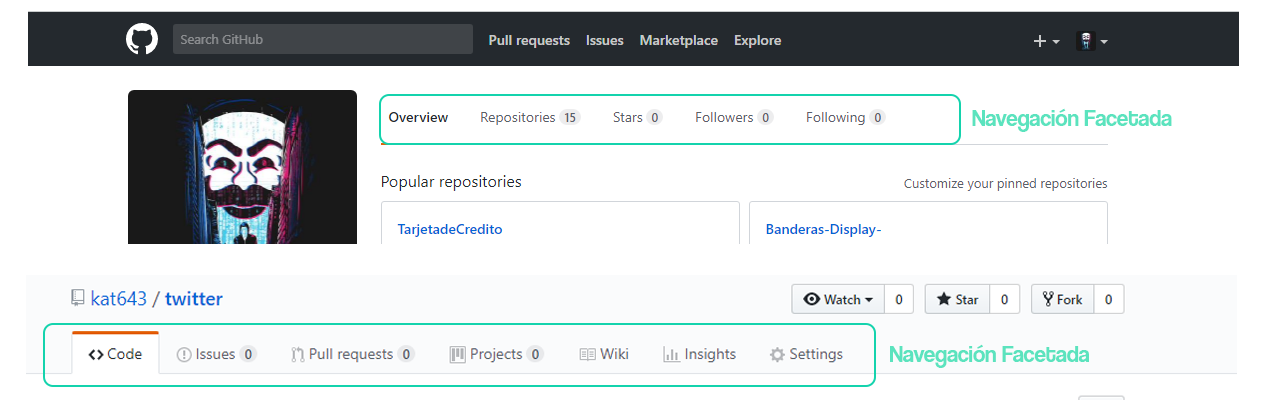 Search GitHub Pull requests Issues Marketplace Explore
Overview Repositories 15 Stars 0 Followers 0 Following 0 Navegación Facetada
Popular repositories Customize your pinned repositories
TarjetadeCredito Banderas-Display-
kat643 / twitter Watch 0 Star 0 Fork 0
Code Issues 0 Pull requests 0 Projects 0 Wiki Insights Settings Navegación Facetada